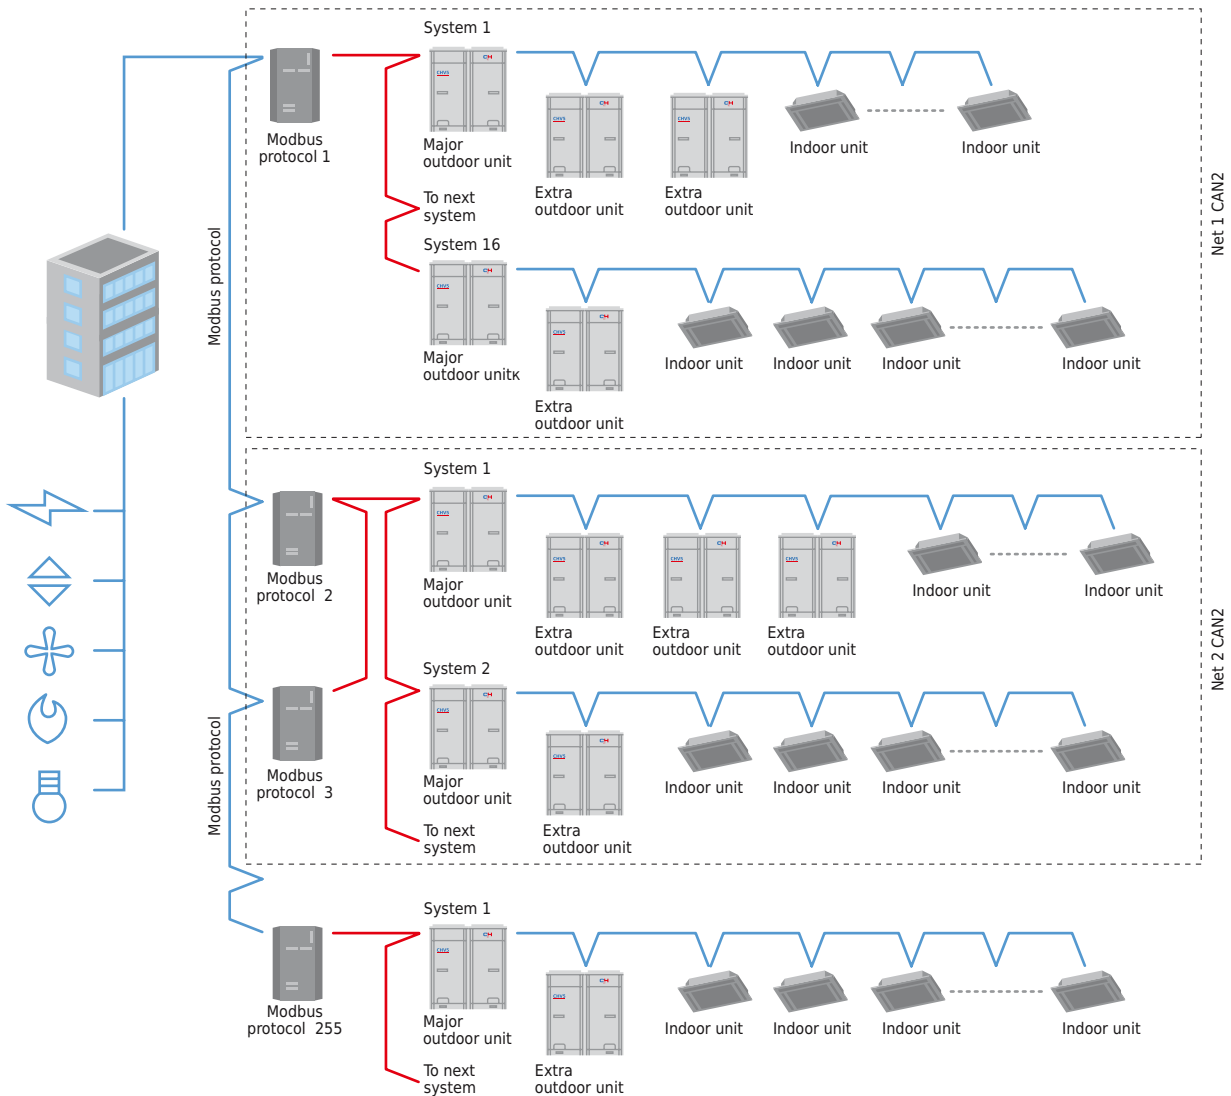 System 1
Modbus
protocol 1
Major
outdoor unit
Extra
outdoor unit
Extra
outdoor unit
Indoor unit
Indoor unit
To next
system
System 16
Major
outdoor unitк
Extra
outdoor unit
Indoor unit
Indoor unit
Indoor unit
Indoor unit
Net 1 CAN2
Modbus protocol
System 1
Modbus
protocol 2
Major
outdoor unit
Extra
outdoor unit
Extra
outdoor unit
Extra
outdoor unit
Indoor unit
Indoor unit
System 2
Modbus
protocol 3
Major
outdoor unit
Extra
outdoor unit
Indoor unit
Indoor unit
Indoor unit
Indoor unit
To next
system
Net 2 CAN2
Modbus protocol
System 1
Modbus
protocol 255
Major
outdoor unit
Extra
outdoor unit
Indoor unit
Indoor unit
Indoor unit
Indoor unit
To next
system